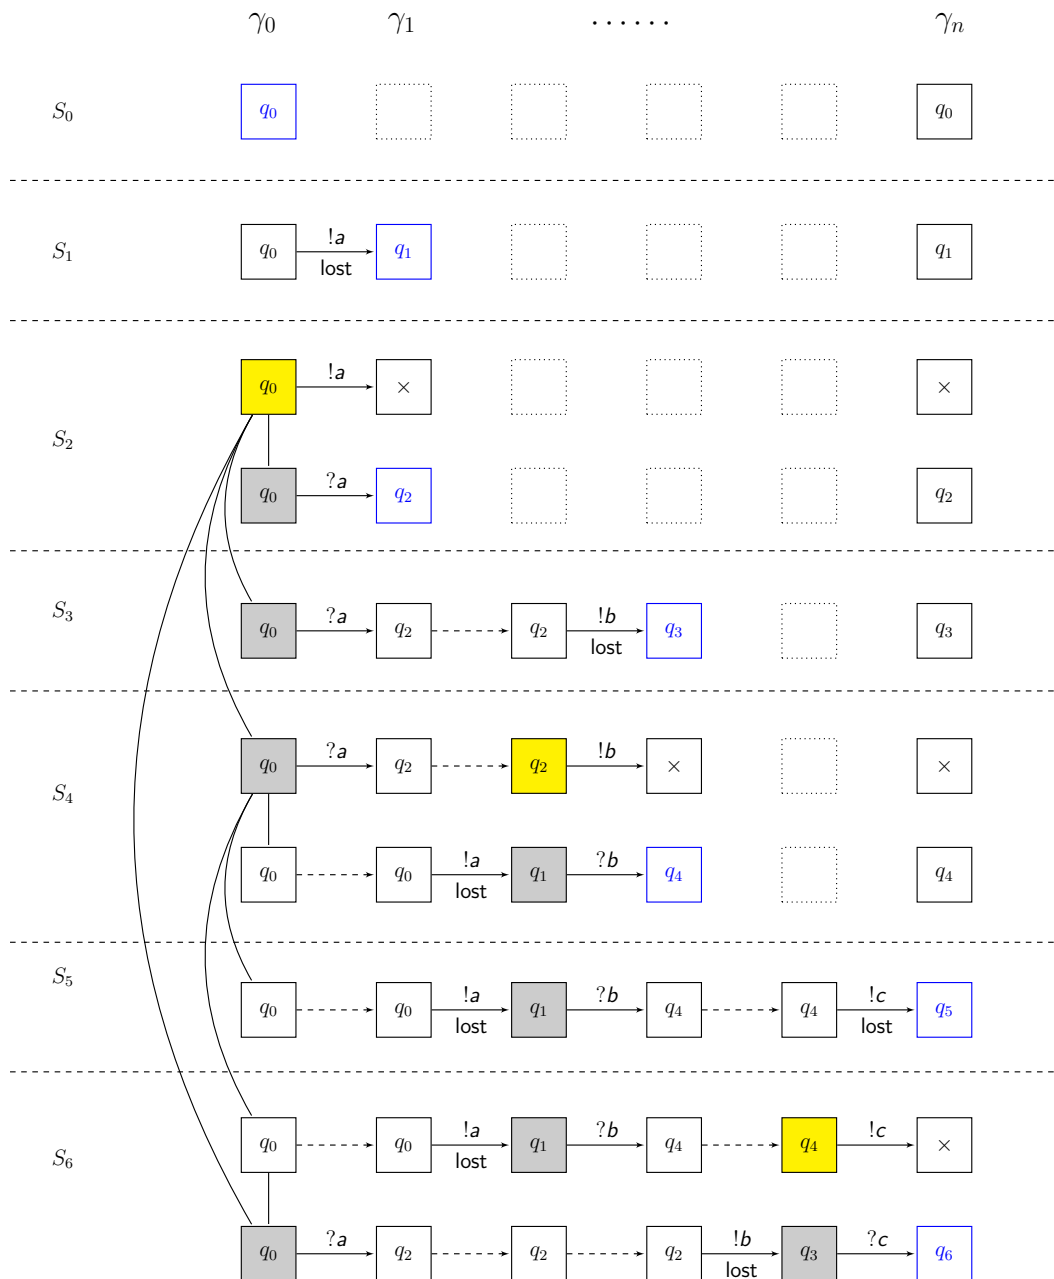 γ₀ γ₁ ······ γₙ
S₀ q₀ q₀
!a
S₁ q₀ q₁ q₁
lost
!a
S₂ q₀ × ×
?a
q₀ q₂ q₂
?a !b
S₃ q₀ q₂ q₂ q₃ q₃
lost
?a !b
S₄ q₀ q₂ q₂ × ×
!a ?b
q₀ q₀ q₁ q₄ q₄
lost
!a ?b !c
S₅ q₀ q₀ q₁ q₄ q₄ q₅
lost lost
!a ?b !c
S₆ q₀ q₀ q₁ q₄ q₄ ×
lost
?a !b ?c
q₀ q₂ q₂ q₂ q₃ q₆
lost